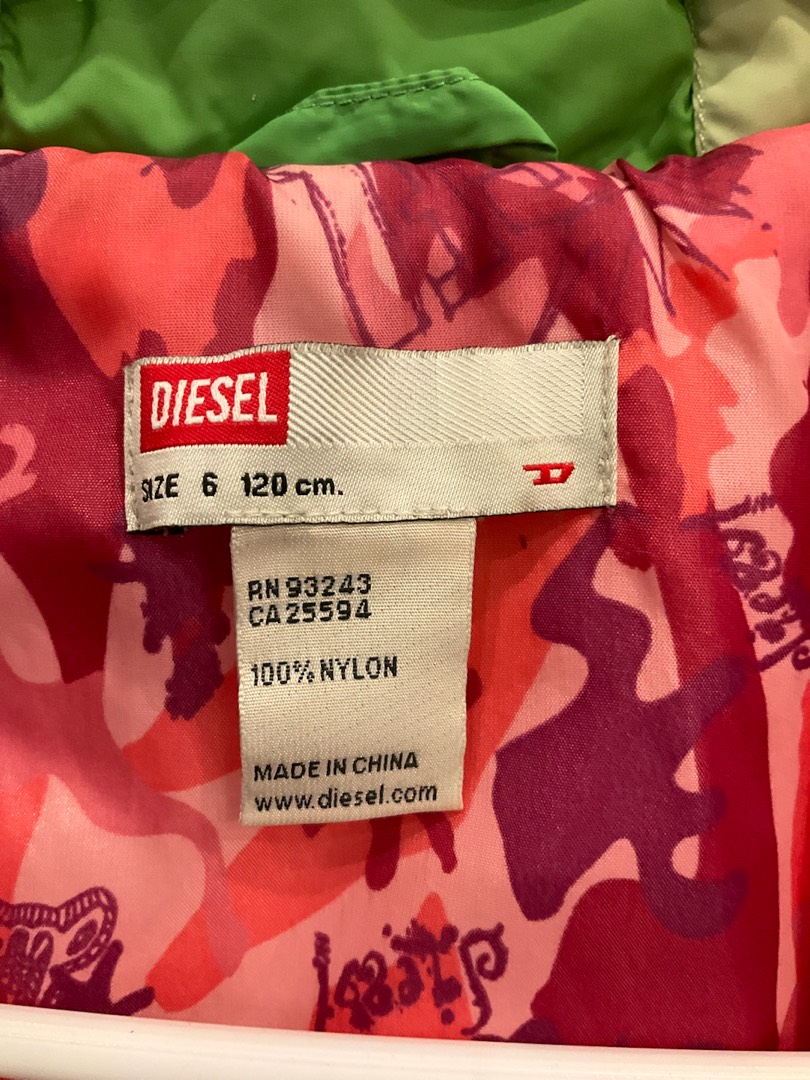 DIESEL
SIZE 6 120 cm.
RN 93243
CA 25594
100% NYLON
MADE IN CHINA
www.diesel.com